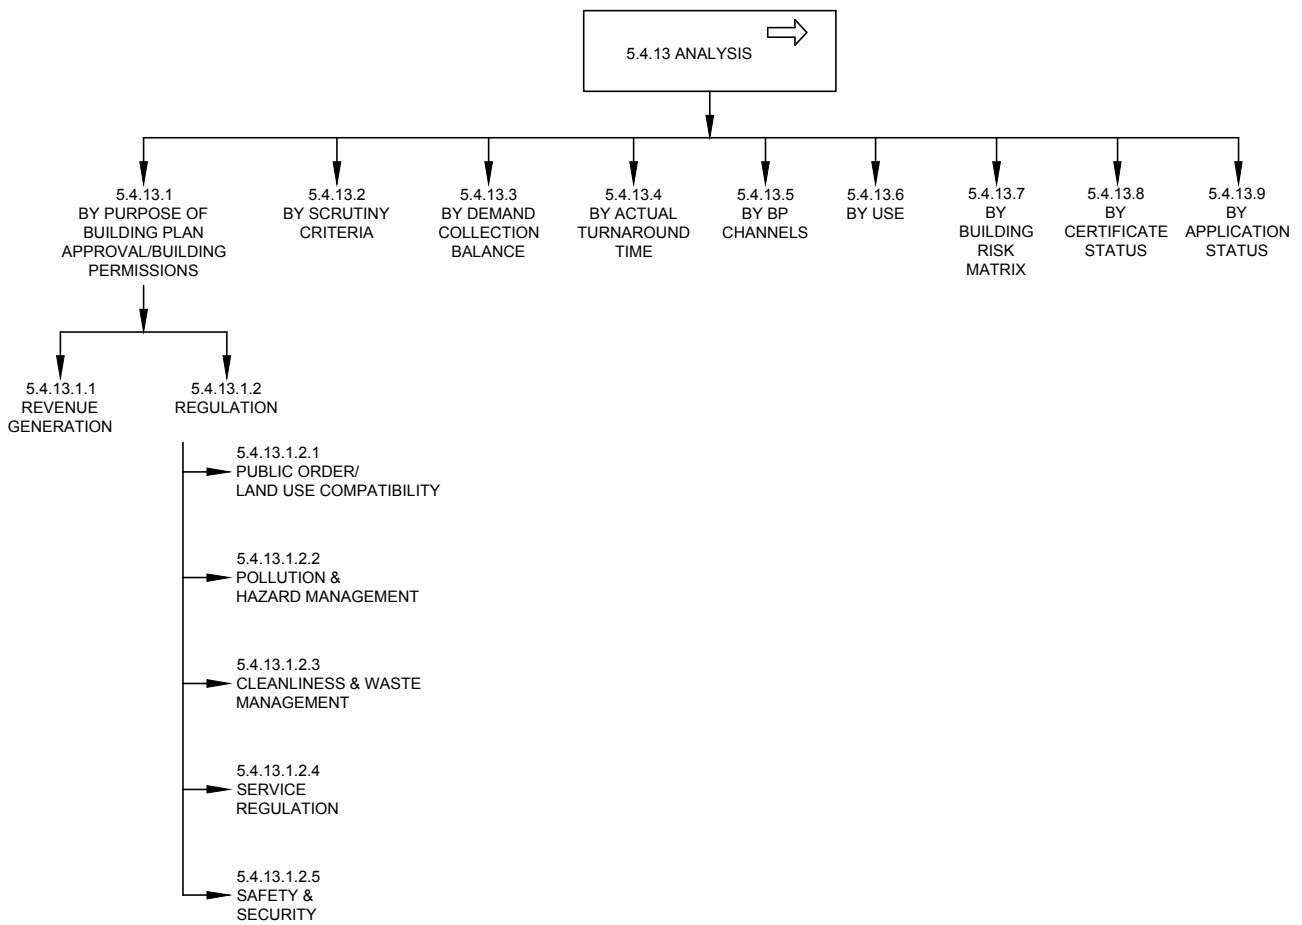 5.4.13 ANALYSIS
5.4.13.1
BY PURPOSE OF
BUILDING PLAN
APPROVAL/BUILDING
PERMISSIONS
5.4.13.2
BY SCRUTINY
CRITERIA
5.4.13.3
BY DEMAND
COLLECTION
BALANCE
5.4.13.4
BY ACTUAL
TURNAROUND
TIME
5.4.13.5
BY BP
CHANNELS
5.4.13.6
BY USE
5.4.13.7
BY
BUILDING
RISK
MATRIX
5.4.13.8
BY
CERTIFICATE
STATUS
5.4.13.9
BY
APPLICATION
STATUS
5.4.13.1.1
REVENUE
GENERATION
5.4.13.1.2
REGULATION
5.4.13.1.2.1
PUBLIC ORDER/
LAND USE COMPATIBILITY
5.4.13.1.2.2
POLLUTION &
HAZARD MANAGEMENT
5.4.13.1.2.3
CLEANLINESS & WASTE
MANAGEMENT
5.4.13.1.2.4
SERVICE
REGULATION
5.4.13.1.2.5
SAFETY &
SECURITY